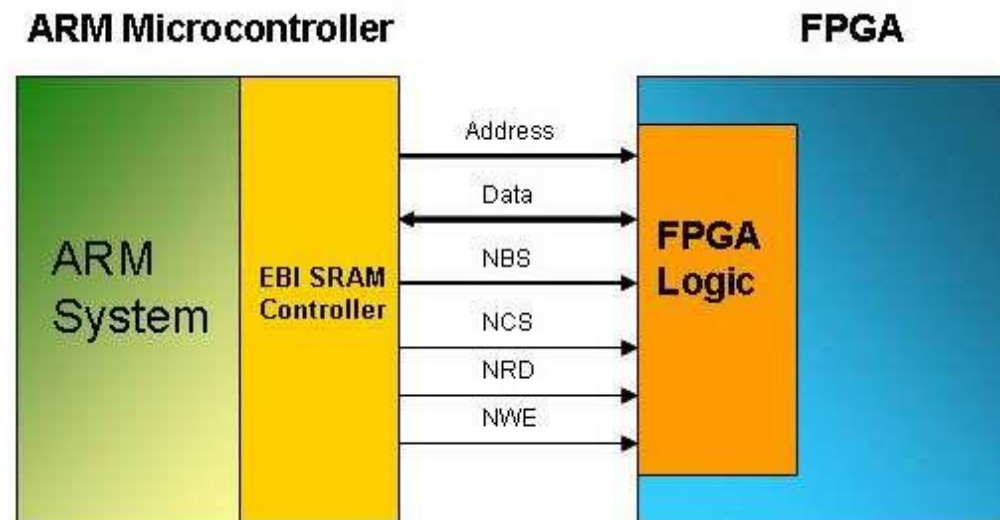 ARM Microcontroller
FPGA
Address
Data
NBS
NCS
NRD
NWE
ARM
System
EBI SRAM
Controller
FPGA
Logic